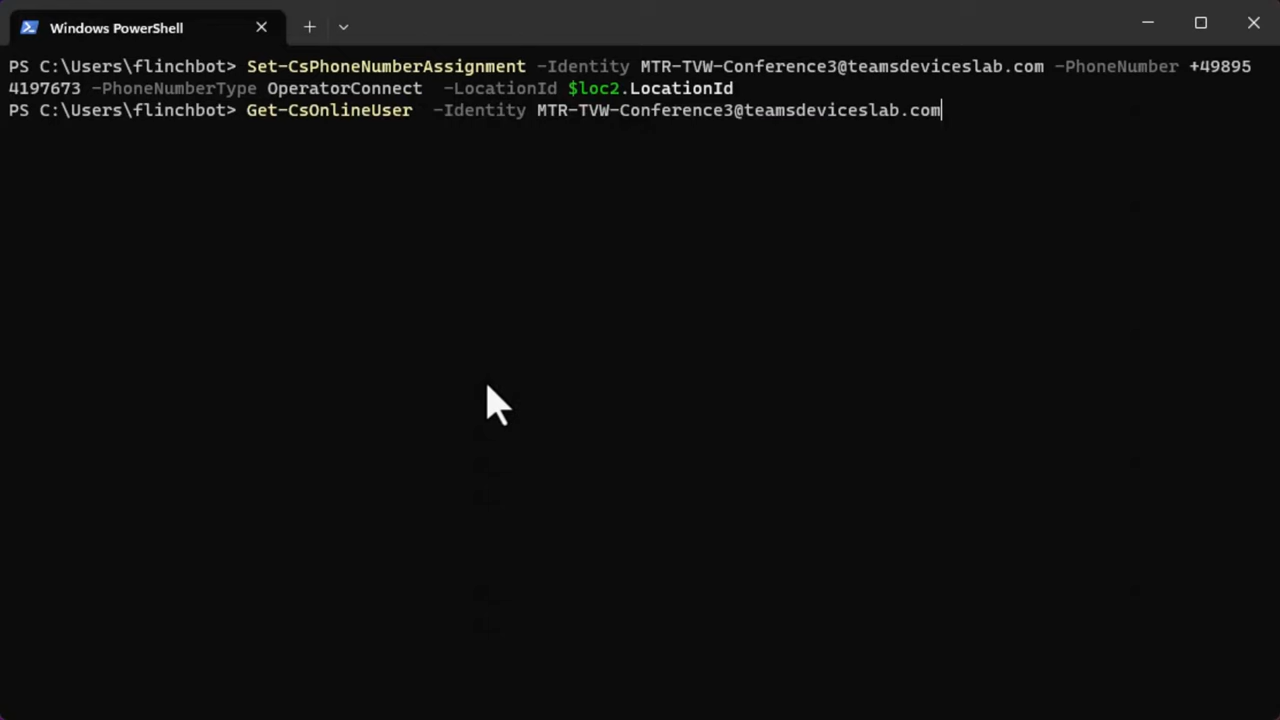 Windows PowerShell
PS C:\Users\flinchbot> Set-CsPhoneNumberAssignment -Identity MTR-TVW-Conference3@teamsdeviceslab.com -PhoneNumber +49895
4197673 -PhoneNumberType OperatorConnect  -LocationId $loc2.LocationId
PS C:\Users\flinchbot> Get-CsOnlineUser  -Identity MTR-TVW-Conference3@teamsdeviceslab.com